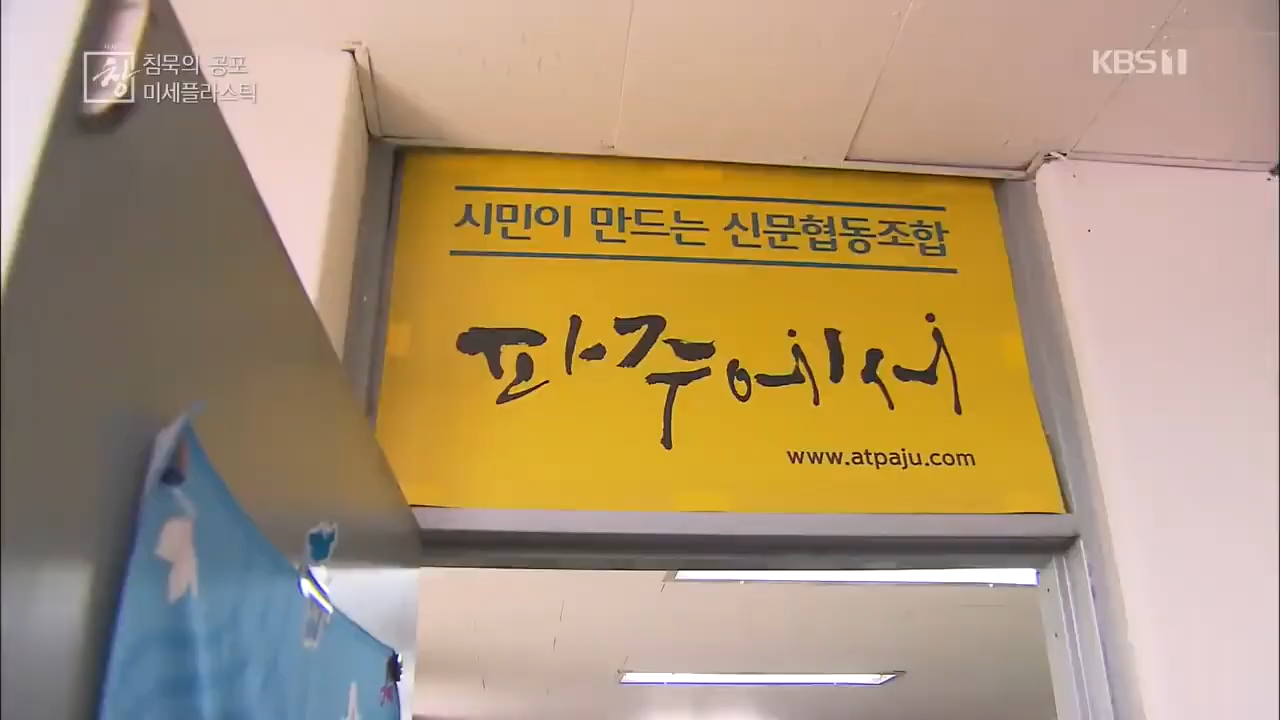 창
침묵의 공포
미세플라스틱
KBS1
시민이 만드는 신문협동조합
파주에서
www.atpaju.com